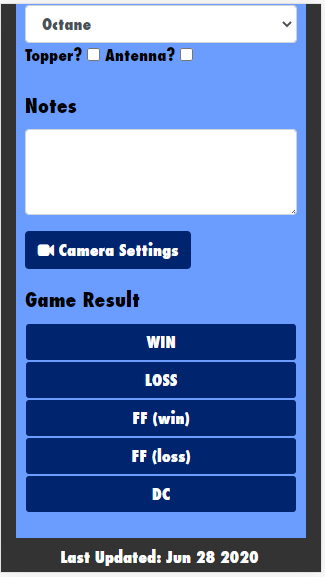 Octane
Topper? Antenna?
Notes
Camera Settings
Game Result
WIN
LOSS
FF (win)
FF (loss)
DC
Last Updated: Jun 28 2020